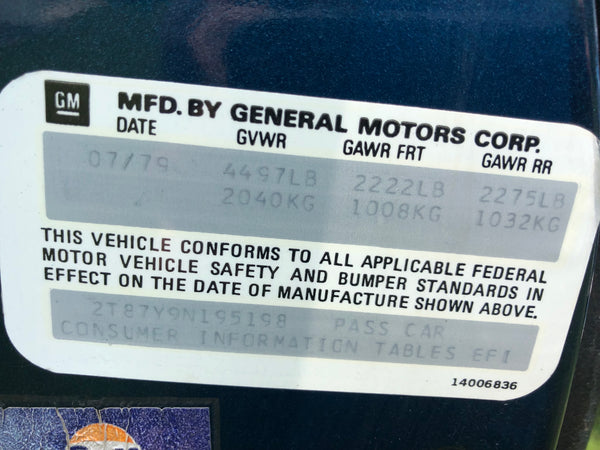 GM MFD. BY GENERAL MOTORS CORP.
DATE GVWR GAWR FRT GAWR RR
07/79 4497LB 2222LB 2275LB
2040KG 1008KG 1032KG
THIS VEHICLE CONFORMS TO ALL APPLICABLE FEDERAL
MOTOR VEHICLE SAFETY AND BUMPER STANDARDS IN
EFFECT ON THE DATE OF MANUFACTURE SHOWN ABOVE.
2T87Y9N195198 PASS CAR
CONSUMER INFORMATION TABLES EFI
14006836